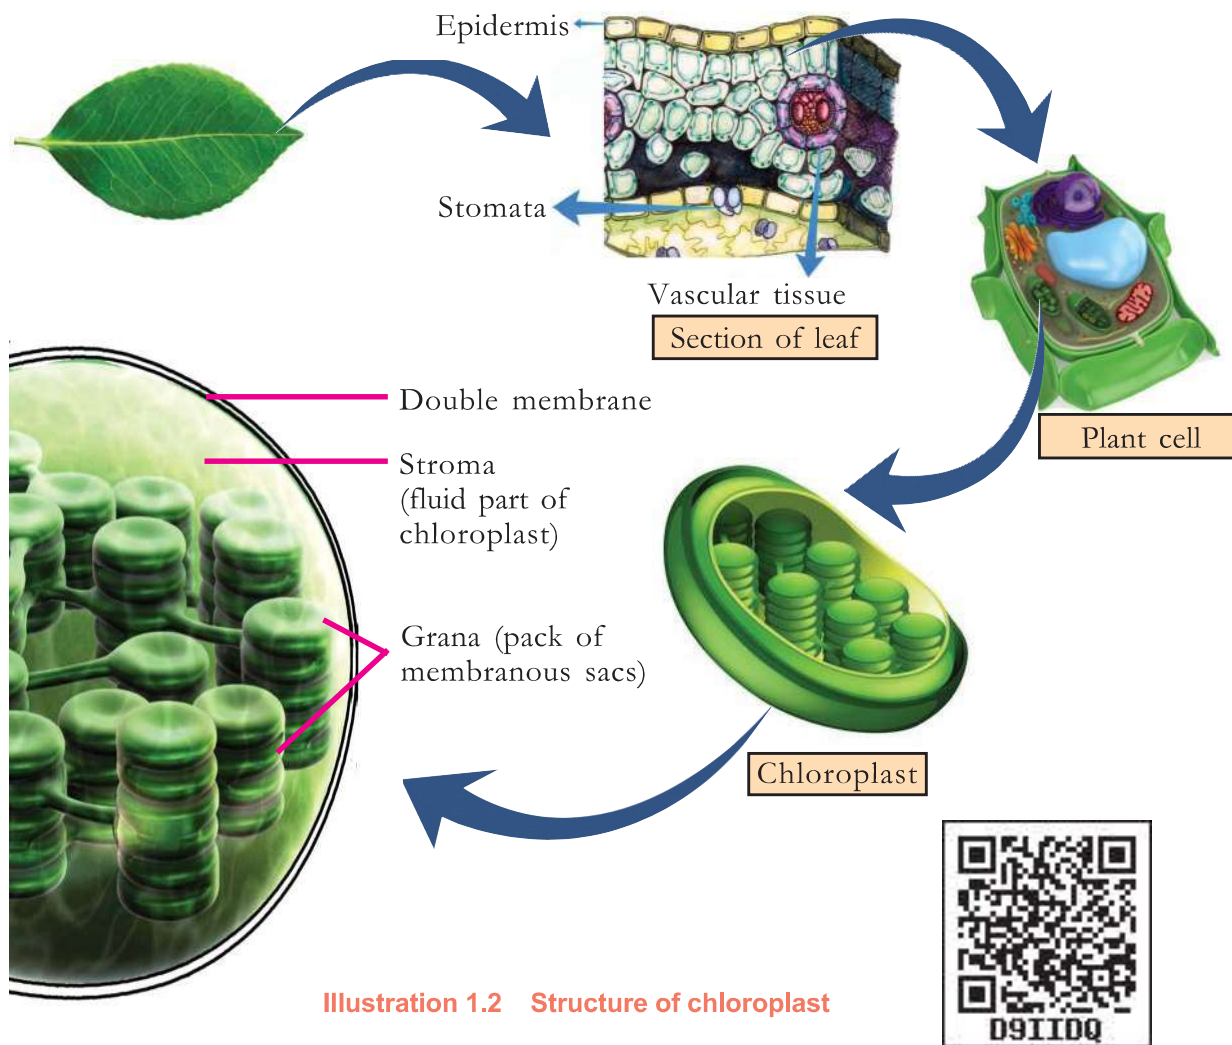 Epidermis
Stomata
Vascular tissue
Section of leaf
Double membrane
Plant cell
Stroma
(fluid part of
chloroplast)
Grana (pack of
membranous sacs)
Chloroplast
Illustration 1.2 Structure of chloroplast
D9IIDQ